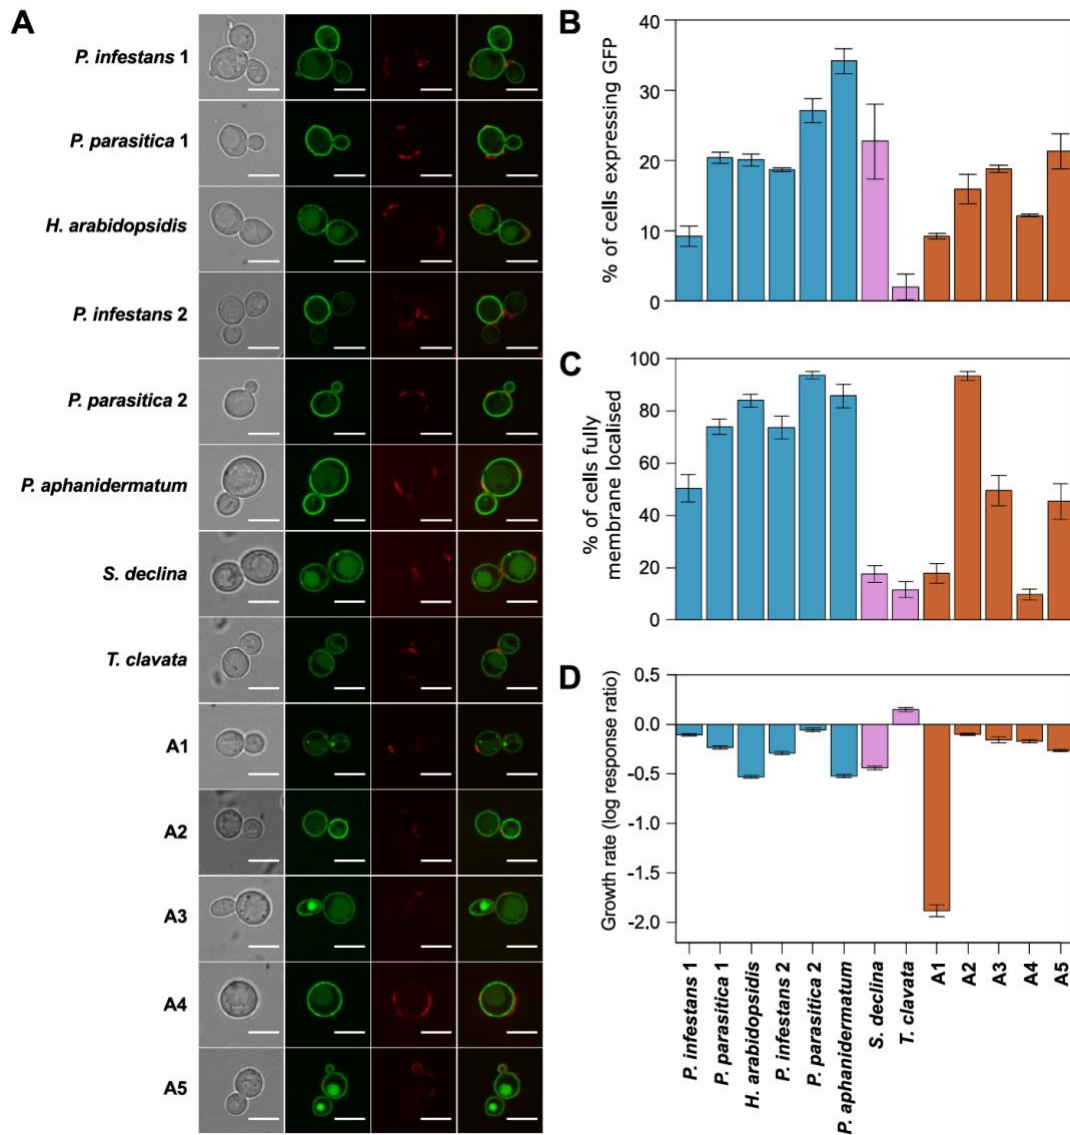 A
P. infestans 1
P. parasitica 1
H. arabidopsidis
P. infestans 2
P. parasitica 2
P. aphanidermatum
S. declina
T. clavata
A1
A2
A3
A4
A5
B
% of cells expressing GFP
40
30
20
10
0
C
% of cells fully
membrane localised
100
80
60
40
20
0
D
Growth rate (log response ratio)
0.5
0.0
-0.5
-1.0
-1.5
-2.0
P. infestans 1
P. parasitica 1
H. arabidopsidis
P. infestans 2
P. parasitica 2
P. aphanidermatum
S. declina
T. clavata
A1
A2
A3
A4
A5